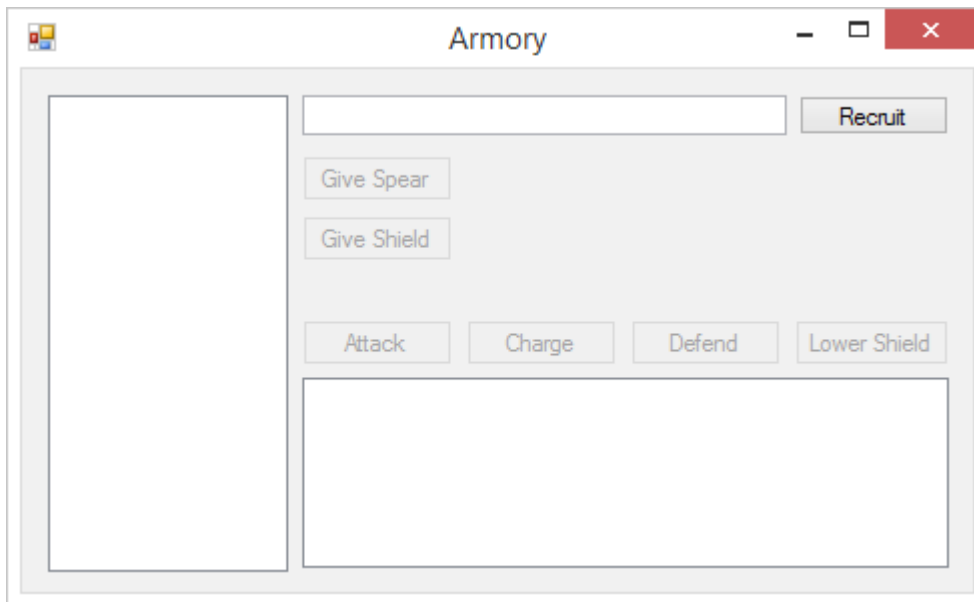 Armory
Recruit
Give Spear
Give Shield
Attack Charge Defend Lower Shield